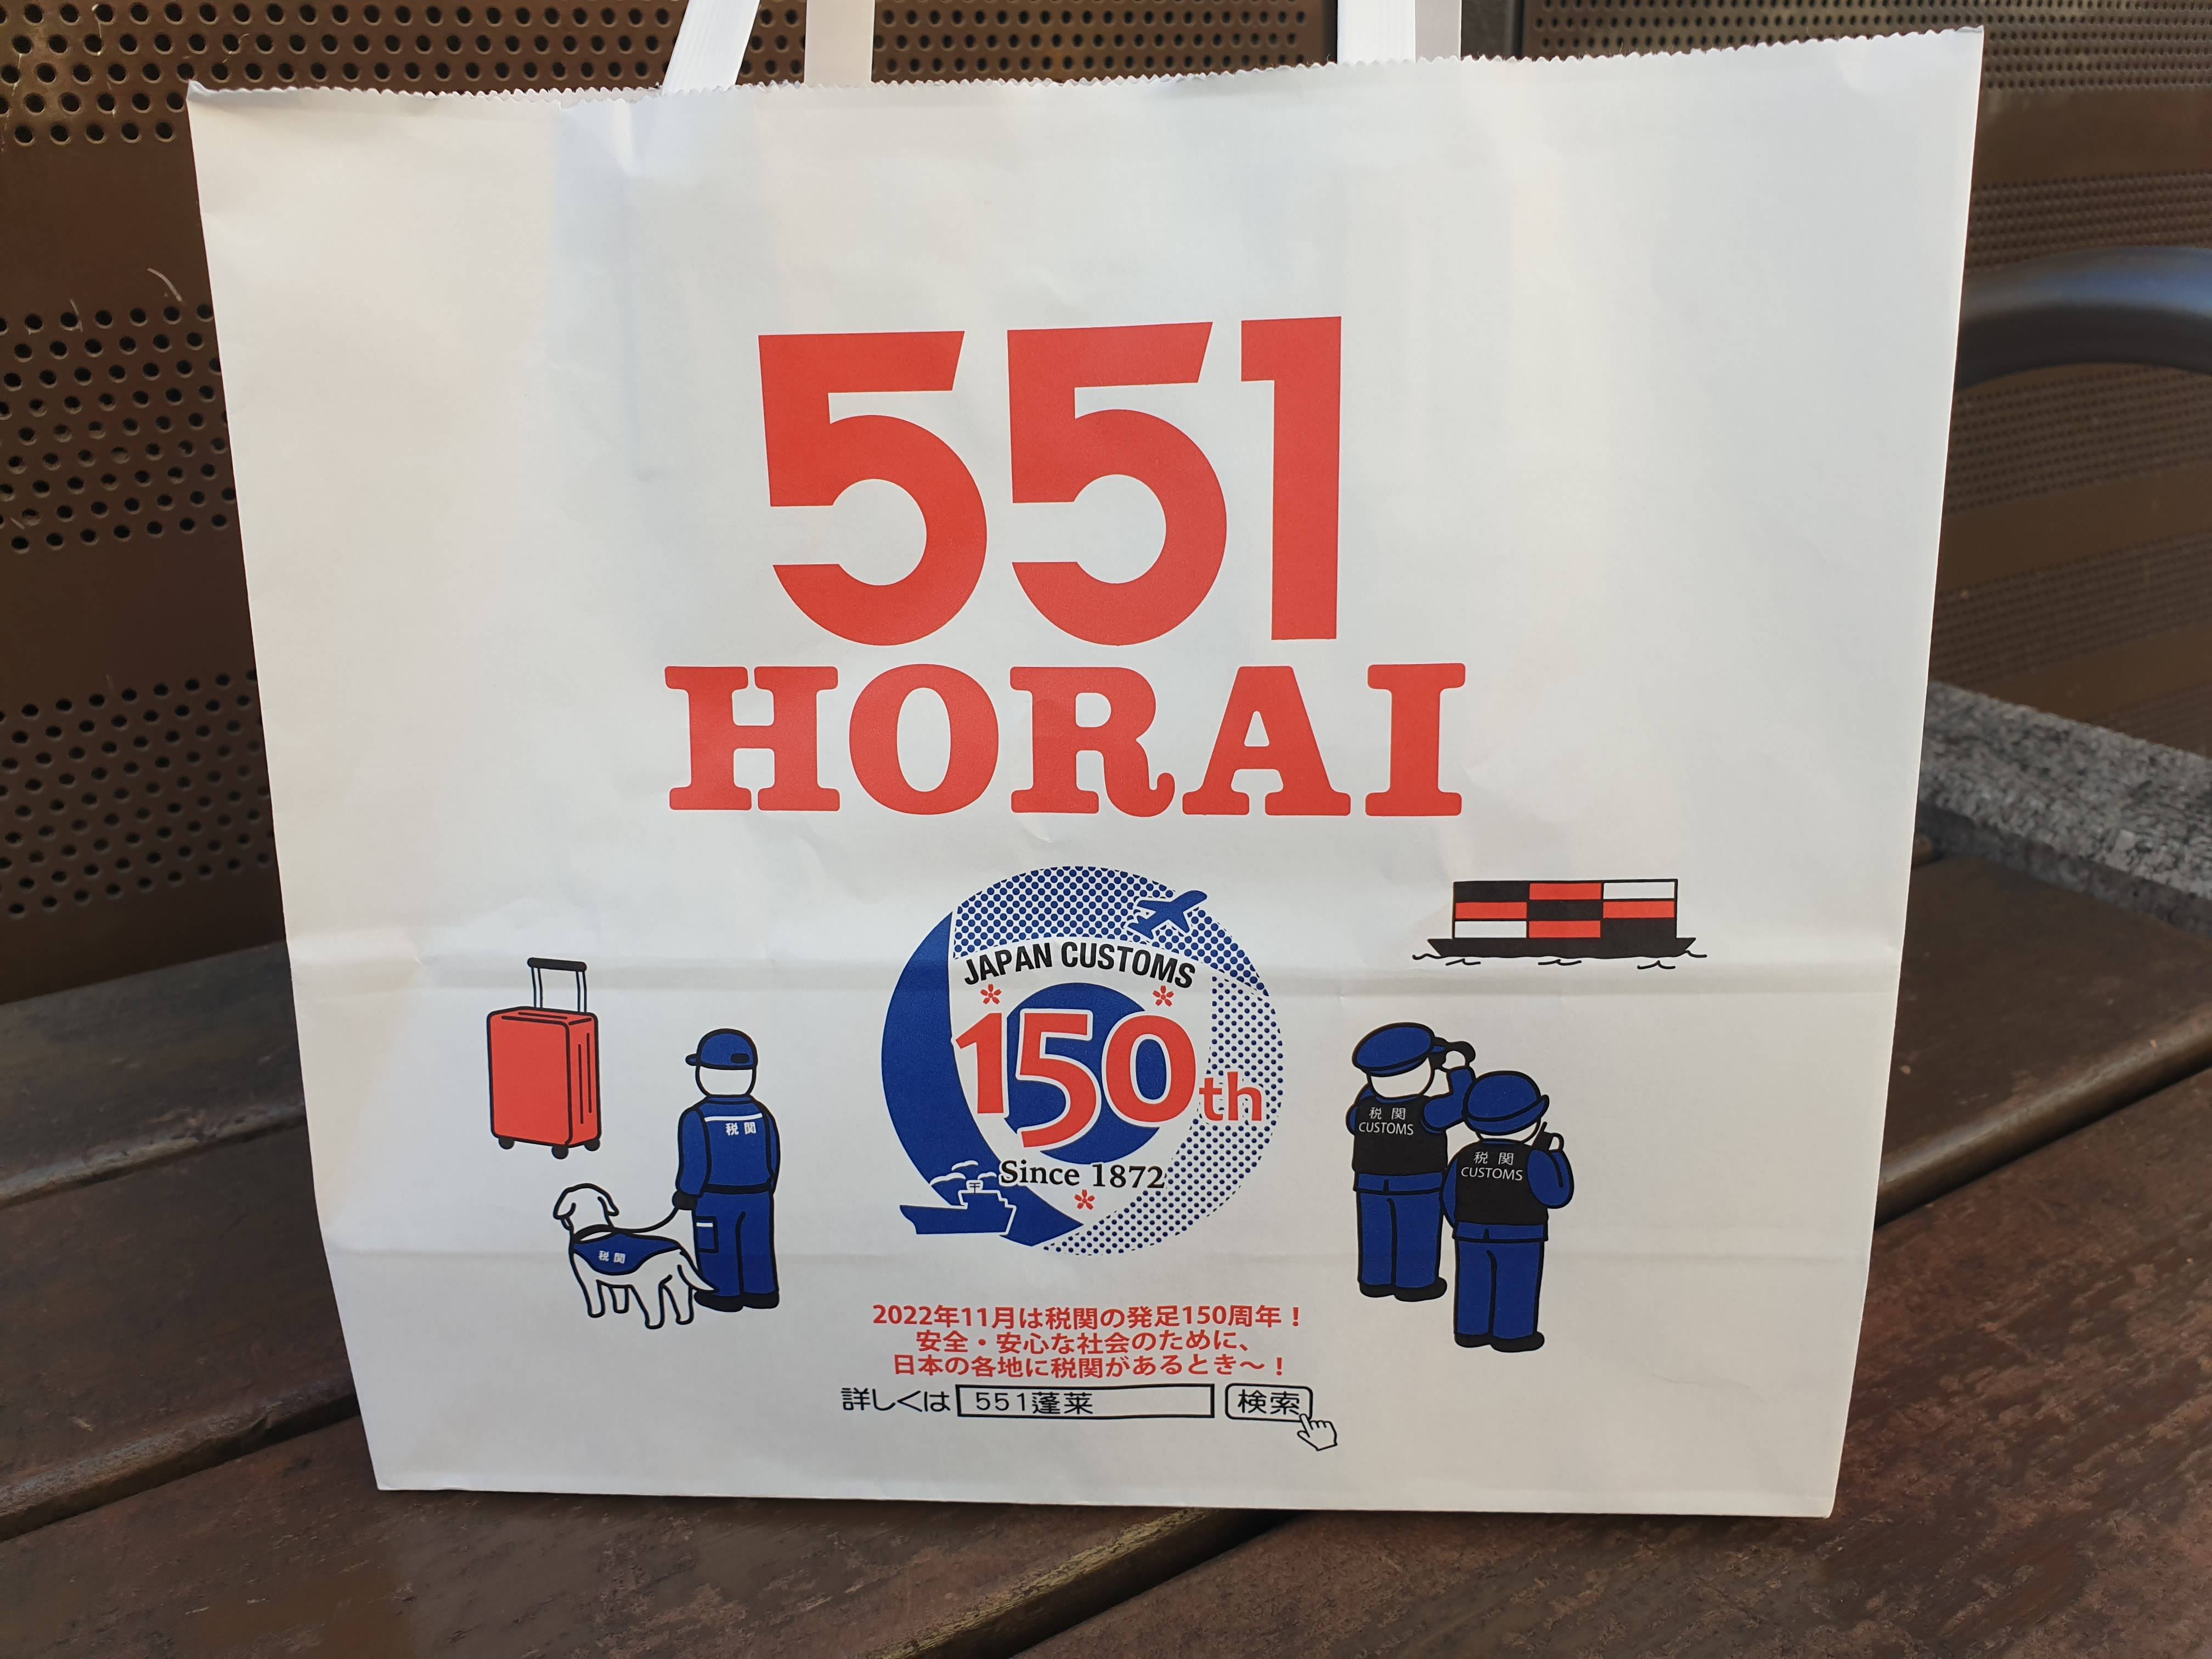 551
HORAI
JAPAN CUSTOMS
150th
Since 1872
税関
税関
税関
CUSTOMS
税関
CUSTOMS
2022年11月は税関の発足150周年!
安全・安心な社会のために、
日本の各地に税関があるとき～!
詳しくは 551蓬莱 検索